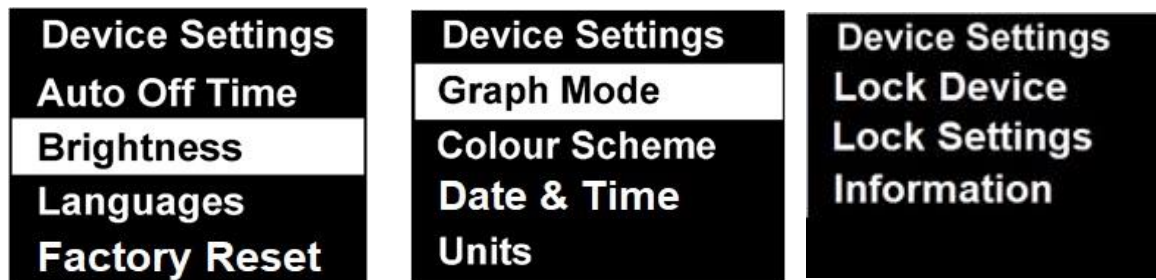 Device Settings
Auto Off Time
Brightness
Languages
Factory Reset
Device Settings
Graph Mode
Colour Scheme
Date & Time
Units
Device Settings
Lock Device
Lock Settings
Information